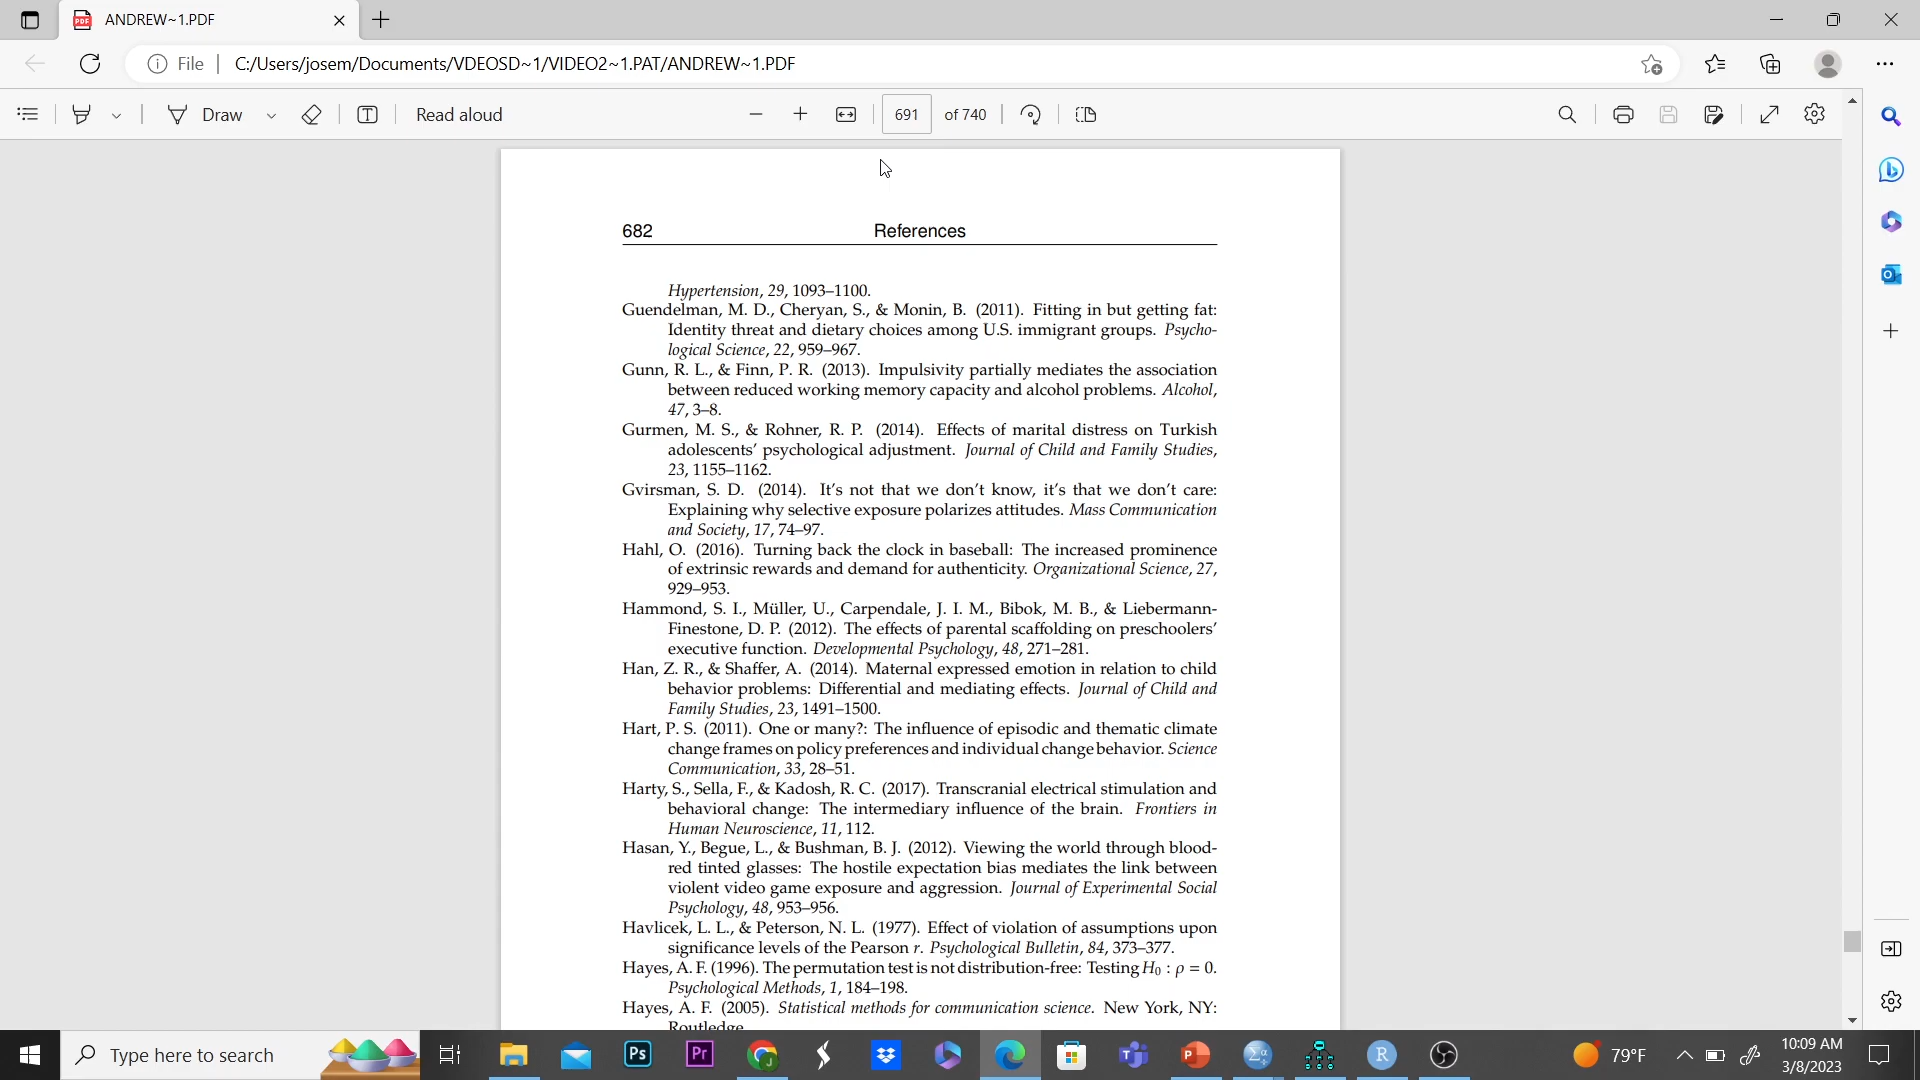 ANDREW~1.PDF
File
C:/Users/josem/Documents/VDEOSD~1/VIDEO2~1.PAT/ANDREW~1.PDF
Draw
Read aloud
691 of 740
682 References
Hypertension, 29, 1093–1100.
Guendelman, M. D., Cheryan, S., & Monin, B. (2011). Fitting in but getting fat:
Identity threat and dietary choices among U.S. immigrant groups. Psycho-
logical Science, 22, 959–967.
Gunn, R. L., & Finn, P. R. (2013). Impulsivity partially mediates the association
between reduced working memory capacity and alcohol problems. Alcohol,
47, 3–8.
Gurmen, M. S., & Rohner, R. P. (2014). Effects of marital distress on Turkish
adolescents’ psychological adjustment. Journal of Child and Family Studies,
23, 1155–1162.
Gvirsman, S. D. (2014). It’s not that we don’t know, it’s that we don’t care:
Explaining why selective exposure polarizes attitudes. Mass Communication
and Society, 17, 74–97.
Hahl, O. (2016). Turning back the clock in baseball: The increased prominence
of extrinsic rewards and demand for authenticity. Organizational Science, 27,
929–953.
Hammond, S. I., Müller, U., Carpendale, J. I. M., Bibok, M. B., & Liebermann-
Finestone, D. P. (2012). The effects of parental scaffolding on preschoolers’
executive function. Developmental Psychology, 48, 271–281.
Han, Z. R., & Shaffer, A. (2014). Maternal expressed emotion in relation to child
behavior problems: Differential and mediating effects. Journal of Child and
Family Studies, 23, 1491–1500.
Hart, P. S. (2011). One or many?: The influence of episodic and thematic climate
change frames on policy preferences and individual change behavior. Science
Communication, 33, 28–51.
Harty, S., Sella, F., & Kadosh, R. C. (2017). Transcranial electrical stimulation and
behavioral change: The intermediary influence of the brain. Frontiers in
Human Neuroscience, 11, 112.
Hasan, Y., Begue, L., & Bushman, B. J. (2012). Viewing the world through blood-
red tinted glasses: The hostile expectation bias mediates the link between
violent video game exposure and aggression. Journal of Experimental Social
Psychology, 48, 953–956.
Havlicek, L. L., & Peterson, N. L. (1977). Effect of violation of assumptions upon
significance levels of the Pearson r. Psychological Bulletin, 84, 373–377.
Hayes, A. F. (1996). The permutation test is not distribution-free: Testing H0 : ρ = 0.
Psychological Methods, 1, 184–198.
Hayes, A. F. (2005). Statistical methods for communication science. New York, NY:
Routledge.
Type here to search
79°F
10:09 AM
3/8/2023